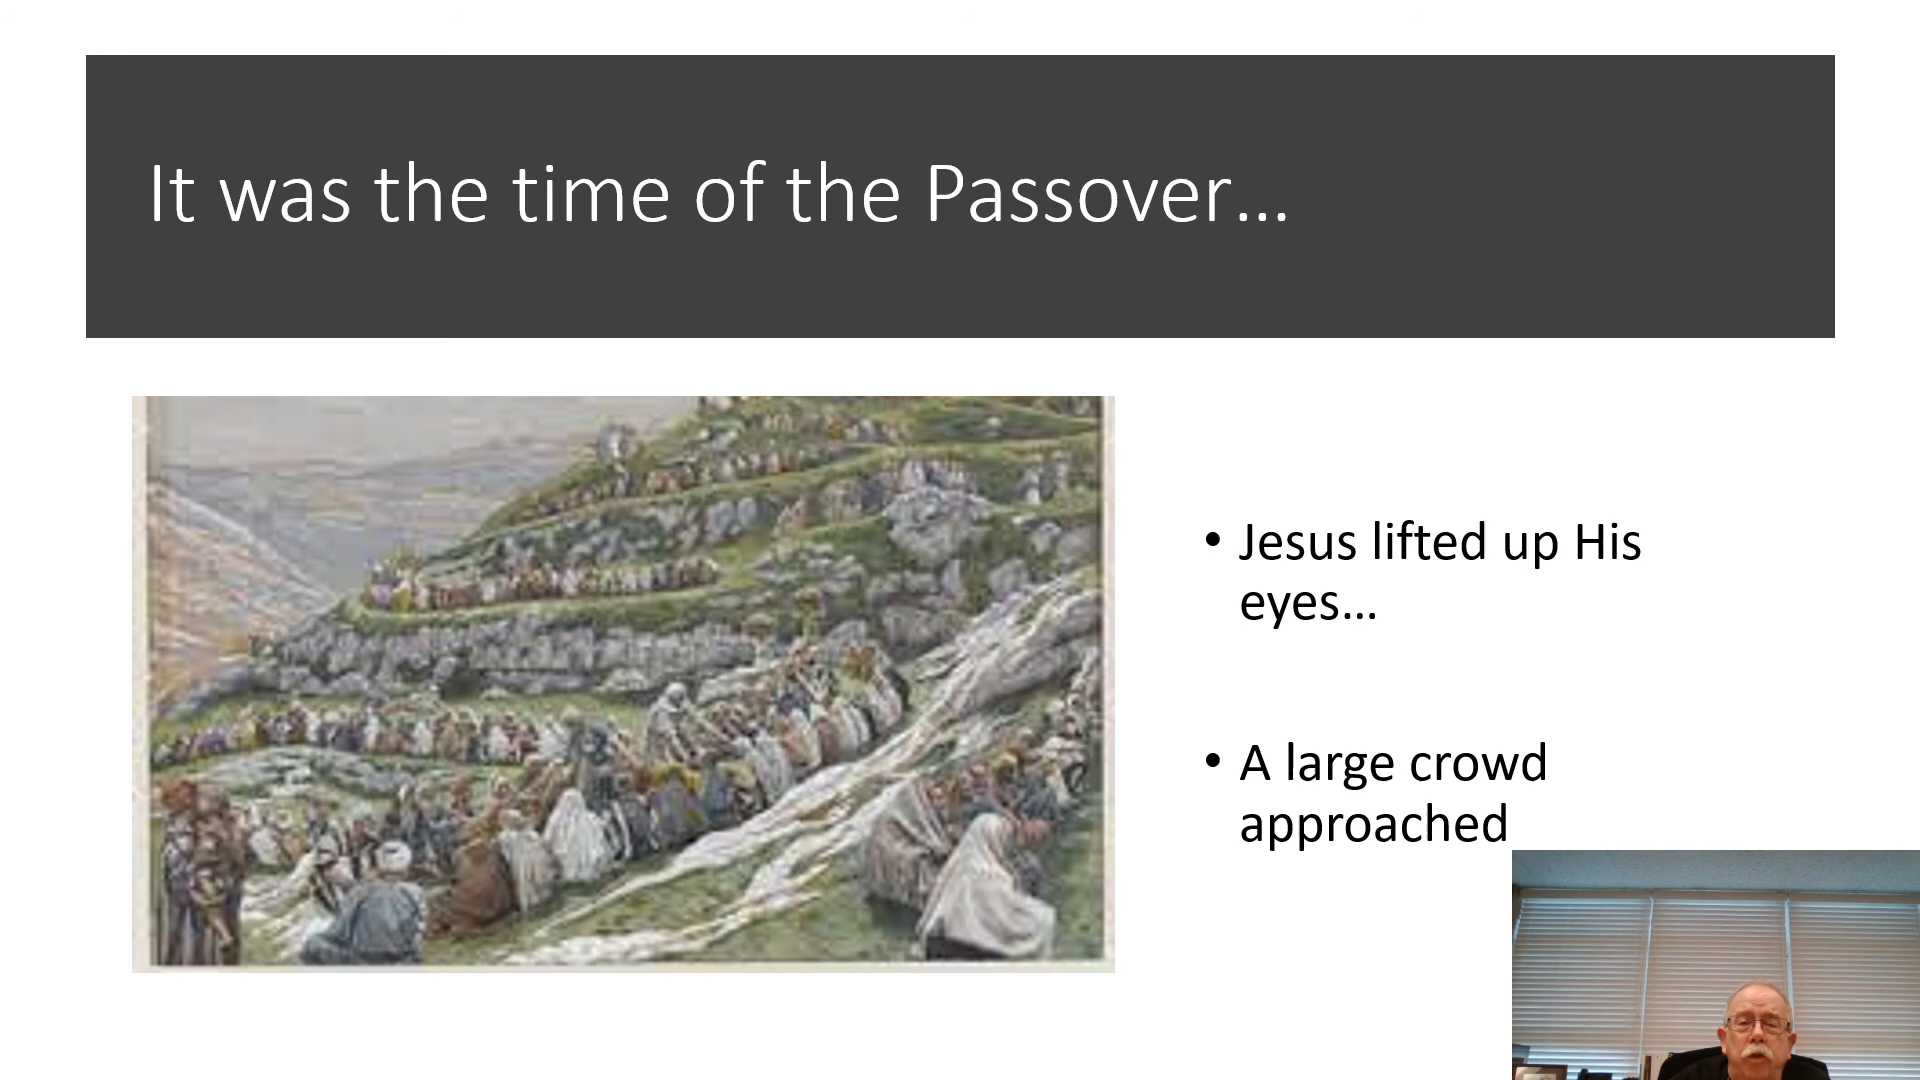 It was the time of the Passover…
• Jesus lifted up His
eyes…
• A large crowd
approached